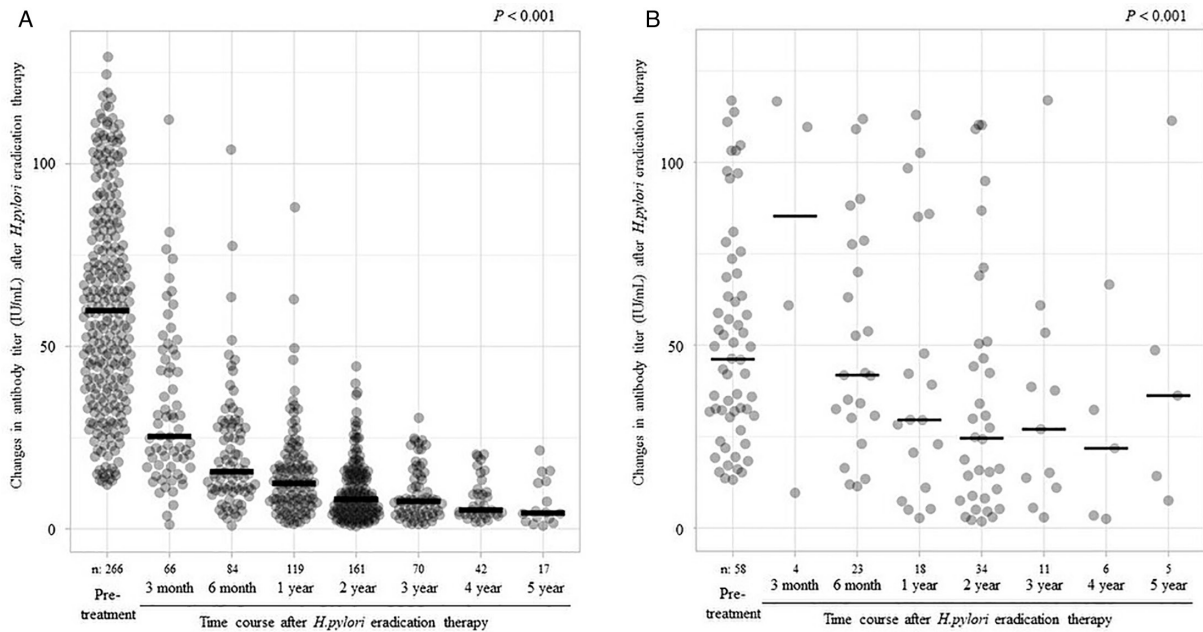 A
P < 0.001
Changes in antibody titer (IU/mL) after H.pylori eradication therapy
100
50
0
n: 266 66 84 119 161 70 42 17
Pre-treatment 3 month 6 month 1 year 2 year 3 year 4 year 5 year
Time course after H.pylori eradication therapy
B
P < 0.001
Changes in antibody titer (IU/mL) after H.pylori eradication therapy
100
50
0
n: 58 4 23 18 34 11 6 5
Pre-treatment 3 month 6 month 1 year 2 year 3 year 4 year 5 year
Time course after H.pylori eradication therapy